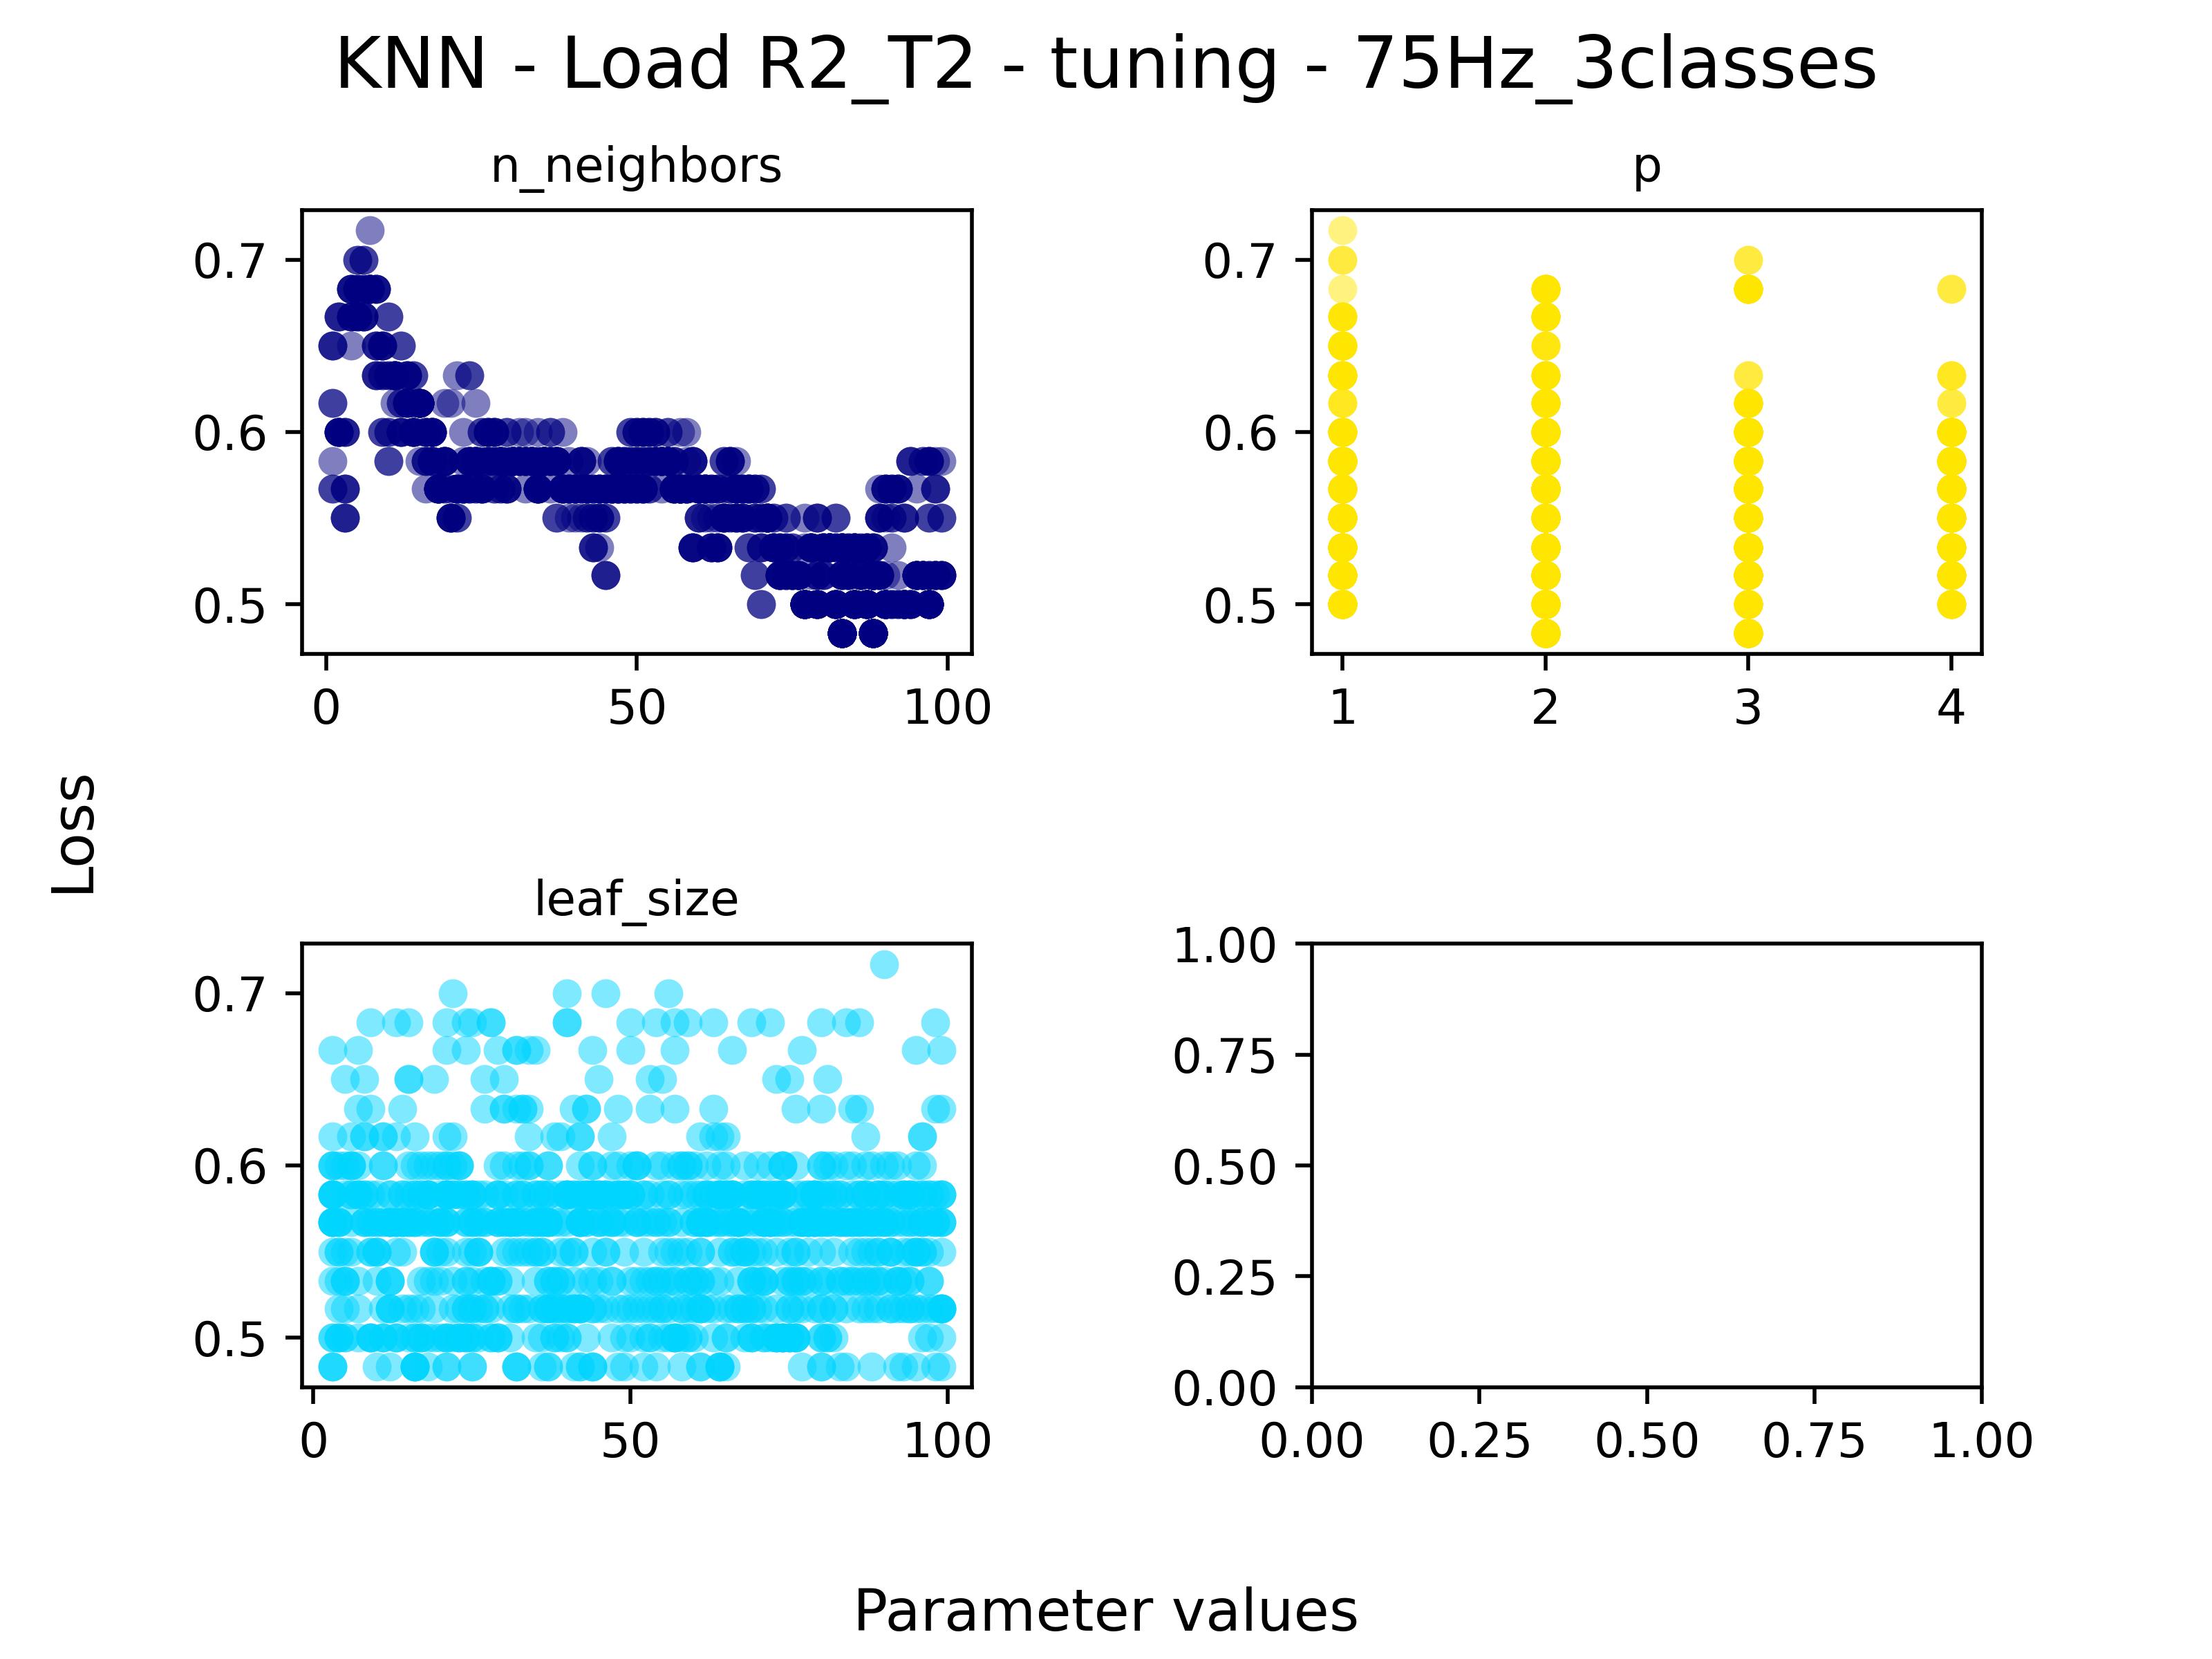 KNN - Load R2_T2 - tuning - 75Hz_3classes
n_neighbors
0.7
0.6
0.5
0 50 100
p
0.7
0.6
0.5
1 2 3 4
Loss
leaf_size
0.7
0.6
0.5
0 50 100
1.00
0.75
0.50
0.25
0.00
0.00 0.25 0.50 0.75 1.00
Parameter values